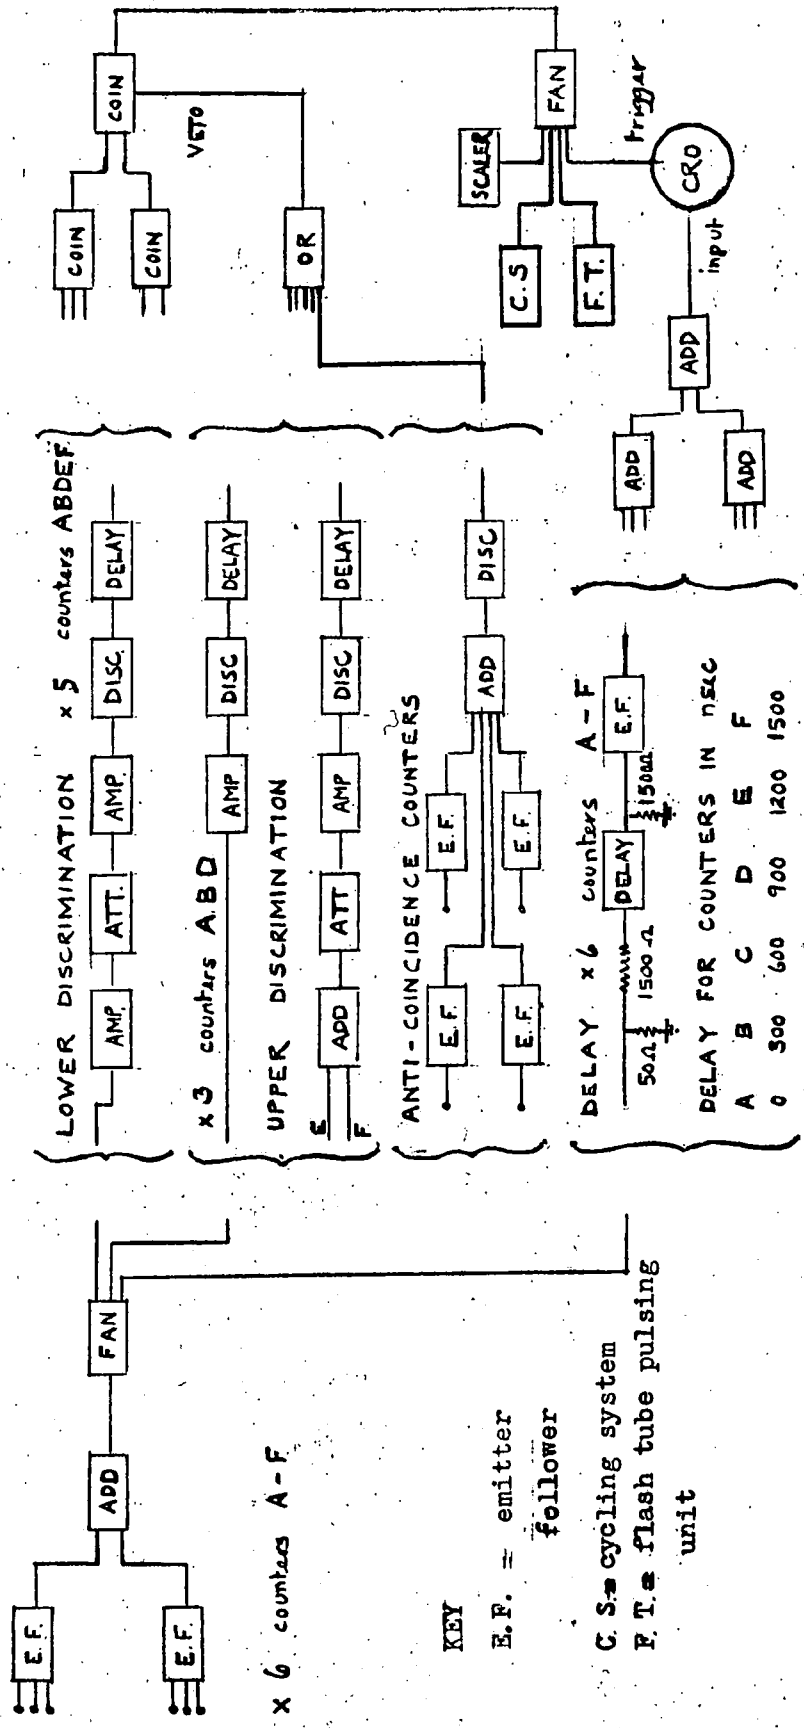 E.F.
E.F.
ADD
FAN
x 6 counters A-F
KEY
E.F. = emitter
follower
C.S.= cycling system
F.T.= flash tube pulsing
unit
LOWER DISCRIMINATION x 5 counters ABDEF
AMP.
ATT.
AMP.
DISC.
DELAY
x 3 counters ABD
AMP
DISC
DELAY
UPPER DISCRIMINATION
E
F
ADD
ATT
AMP
DISC
DELAY
ANTI-COINCIDENCE COUNTERS
E.F.
E.F.
E.F.
E.F.
ADD
DISC
DELAY x 6 counters A-F
50Ω
1500Ω
DELAY
1500Ω
E.F.
DELAY FOR COUNTERS IN nsec
A B C D E F
0 300 600 900 1200 1500
COIN
COIN
COIN
VETO
OR
SCALER
C.S
F.T.
FAN
trigger
CRO
input
ADD
ADD
ADD